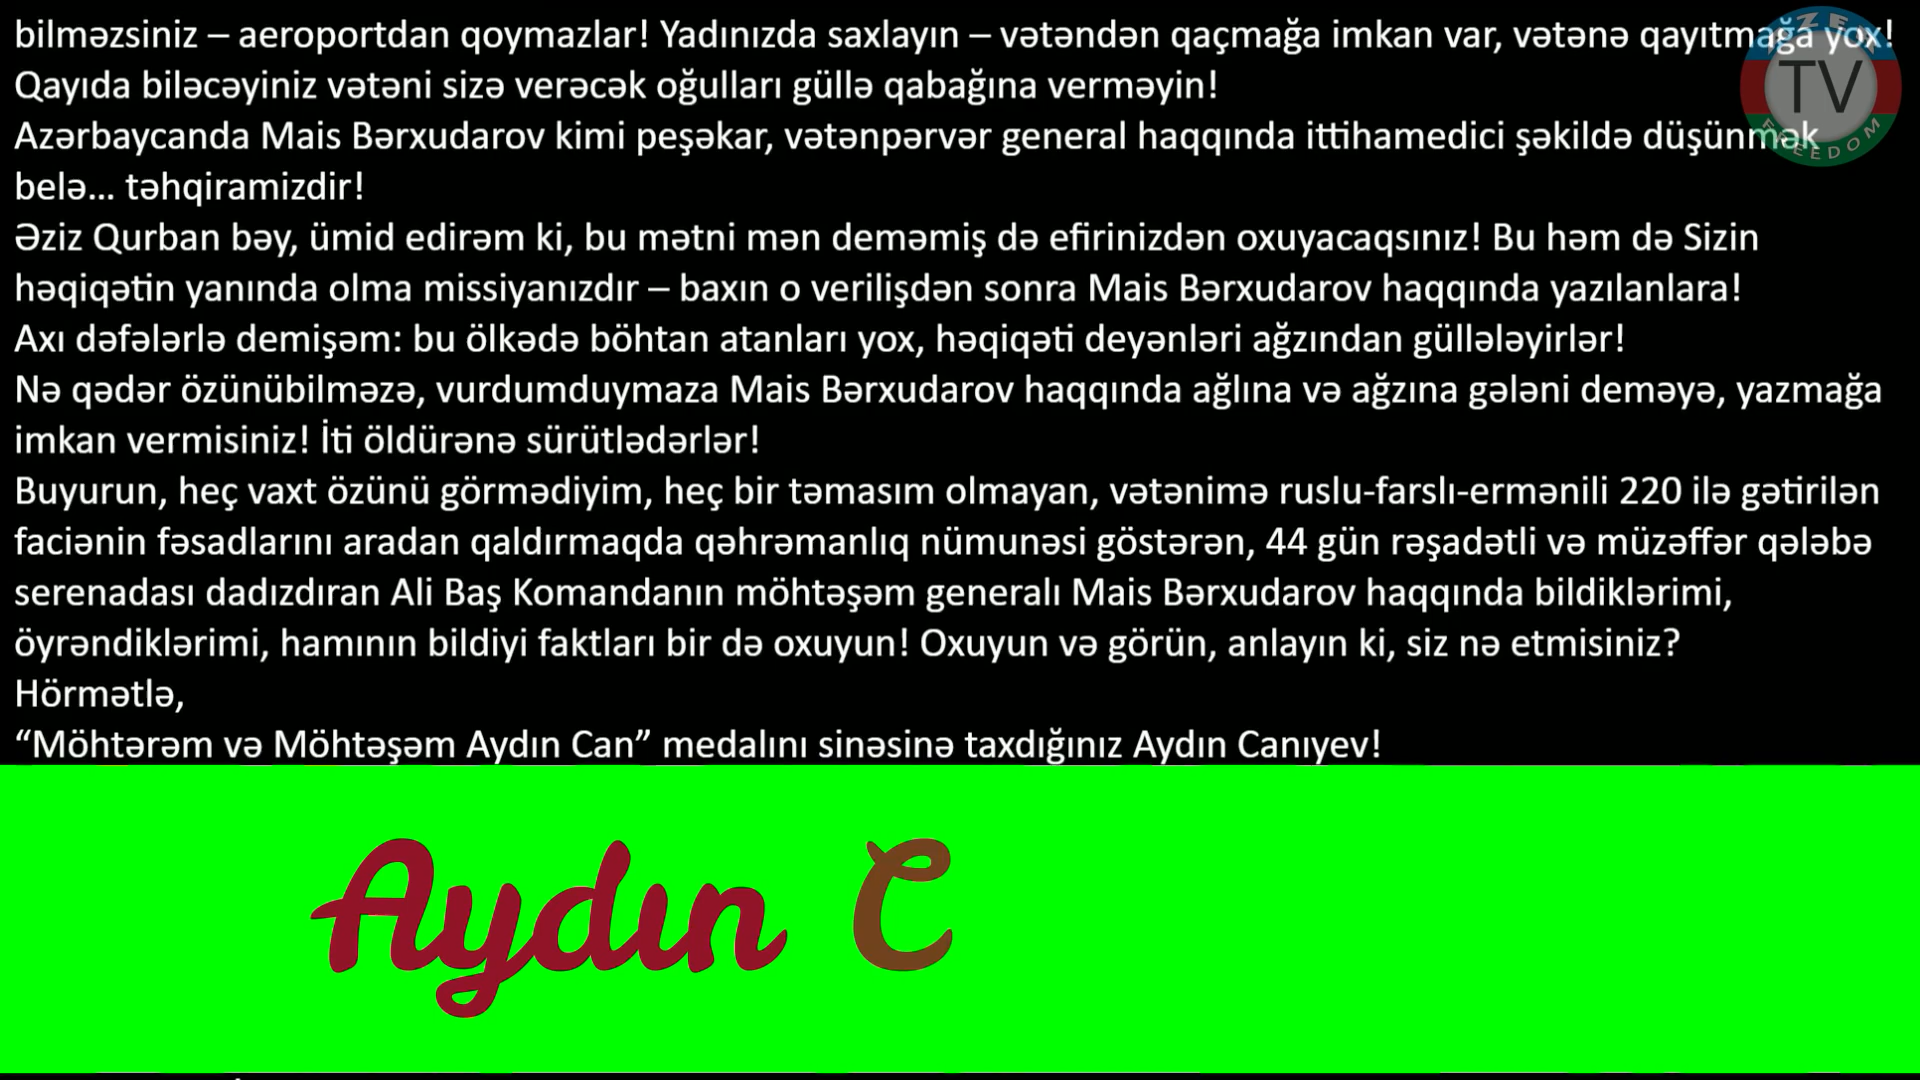 bilməzsiniz – aeroportdan qoymazlar! Yadınızda saxlayın – vətəndən qaçmağa imkan var, vətənə qayıtmağa yox!
Qayıda biləcəyiniz vətəni sizə verəcək oğulları güllə qabağına verməyin!
Azərbaycanda Mais Bərxudarov kimi peşəkar, vətənpərvər general haqqında ittihamedici şəkildə düşünmək
belə... təhqiramizdir!
Əziz Qurban bəy, ümid edirəm ki, bu mətni mən deməmiş də efirinizdən oxuyacaqsınız! Bu həm də Sizin
həqiqətin yanında olma missiyanızdır – baxın o verilişdən sonra Mais Bərxudarov haqqında yazılanlara!
Axı dəfələrlə demişəm: bu ölkədə böhtan atanları yox, həqiqəti deyənləri ağzından güllələyirlər!
Nə qədər özünübilməzə, vurdumduymaza Mais Bərxudarov haqqında ağlına və ağzına gələni deməyə, yazmağa
imkan vermisiniz! İti öldürənə sürütlədərlər!
Buyurun, heç vaxt özünü görmədiyim, heç bir təmasım olmayan, vətənimə ruslu-farslı-ermənili 220 ilə gətirilən
faciənin fəsadlarını aradan qaldırmaqda qəhrəmanlıq nümunəsi göstərən, 44 gün rəşadətli və müzəffər qələbə
serenadası dadızdıran Ali Baş Komandanın möhtəşəm generalı Mais Bərxudarov haqqında bildiklərimi,
öyrəndiklərimi, hamının bildiyi faktları bir də oxuyun! Oxuyun və görün, anlayın ki, siz nə etmisiniz?
Hörmətlə,
“Möhtərəm və Möhtəşəm Aydın Can” medalını sinəsinə taxdığınız Aydın Canıyev!
Aydın C
TV
FREEDOM